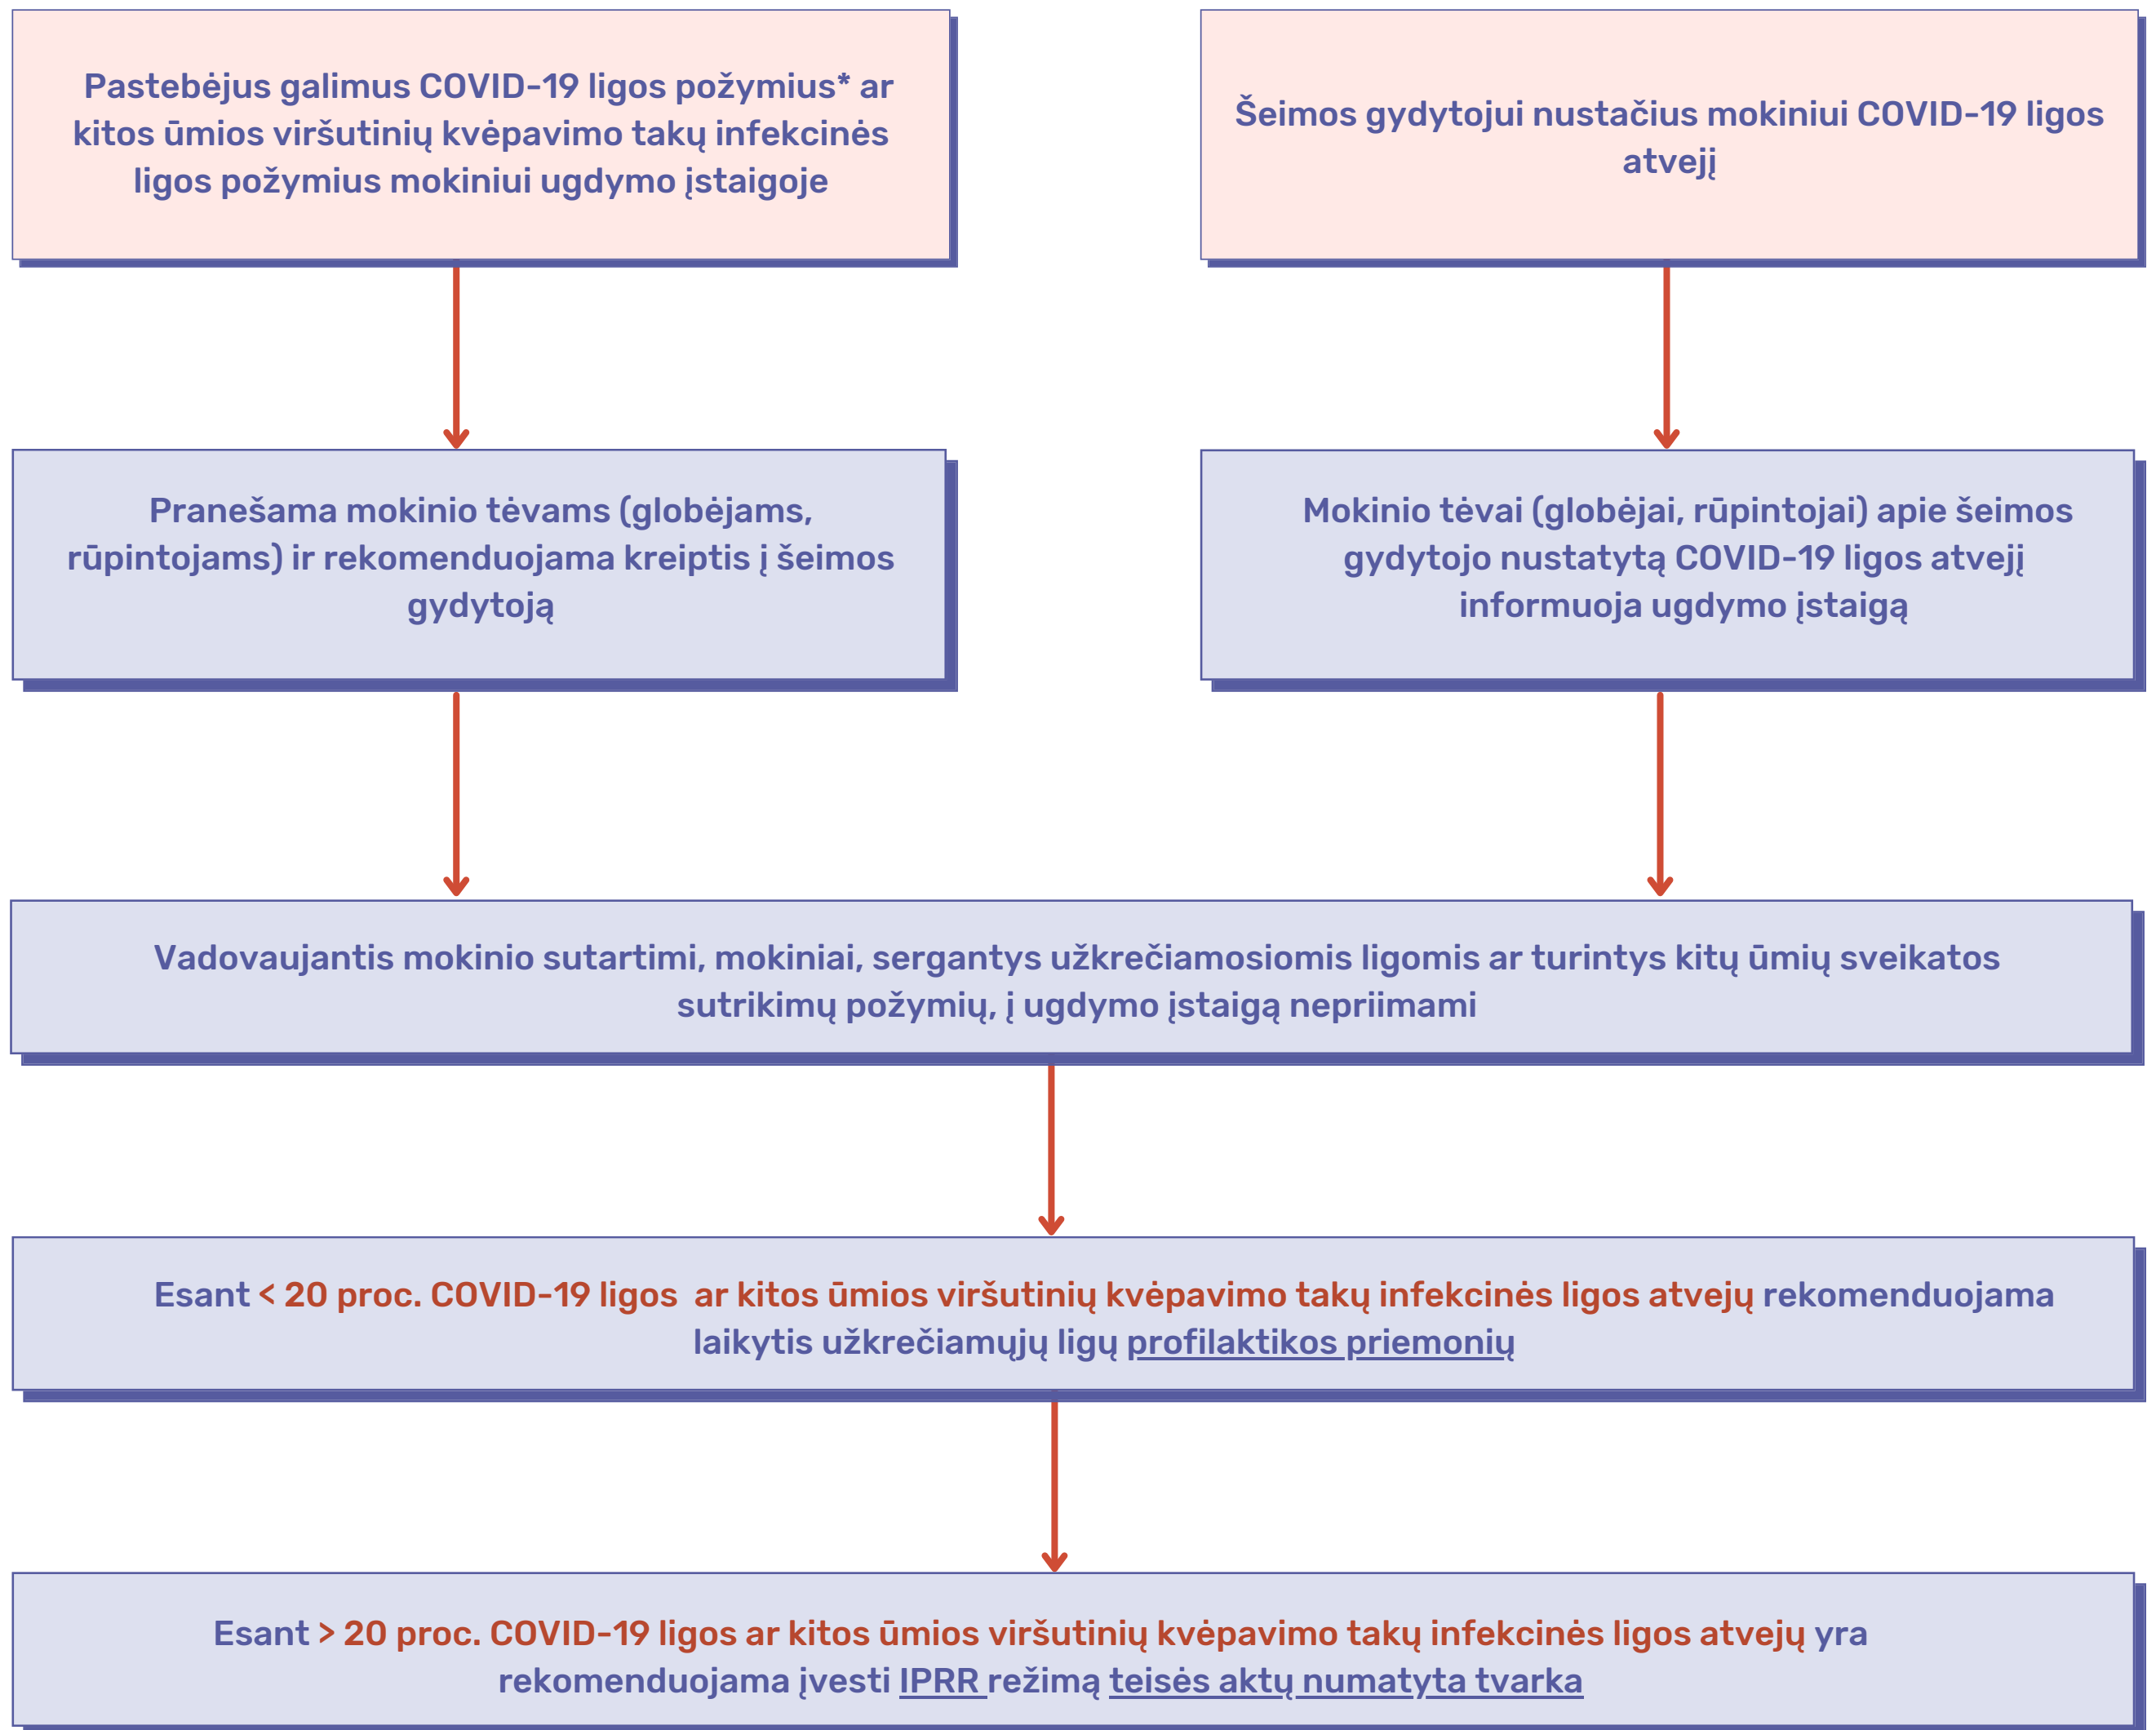 Pastebėjus galimus COVID-19 ligos požymius* ar
kitos ūmios viršutinių kvėpavimo takų infekcinės
ligos požymius mokiniui ugdymo įstaigoje
Šeimos gydytojui nustačius mokiniui COVID-19 ligos
atvejį
Pranešama mokinio tėvams (globėjams,
rūpintojams) ir rekomenduojama kreiptis į šeimos
gydytoją
Mokinio tėvai (globėjai, rūpintojai) apie šeimos
gydytojo nustatytą COVID-19 ligos atvejį
informuoja ugdymo įstaigą
Vadovaujantis mokinio sutartimi, mokiniai, sergantys užkrečiamosiomis ligomis ar turintys kitų ūmių sveikatos
sutrikimų požymių, į ugdymo įstaigą nepriimami
Esant < 20 proc. COVID-19 ligos  ar kitos ūmios viršutinių kvėpavimo takų infekcinės ligos atvejų rekomenduojama
laikytis užkrečiamųjų ligų profilaktikos priemonių
Esant > 20 proc. COVID-19 ligos ar kitos ūmios viršutinių kvėpavimo takų infekcinės ligos atvejų yra
rekomenduojama įvesti IPRR režimą teisės aktų numatyta tvarka